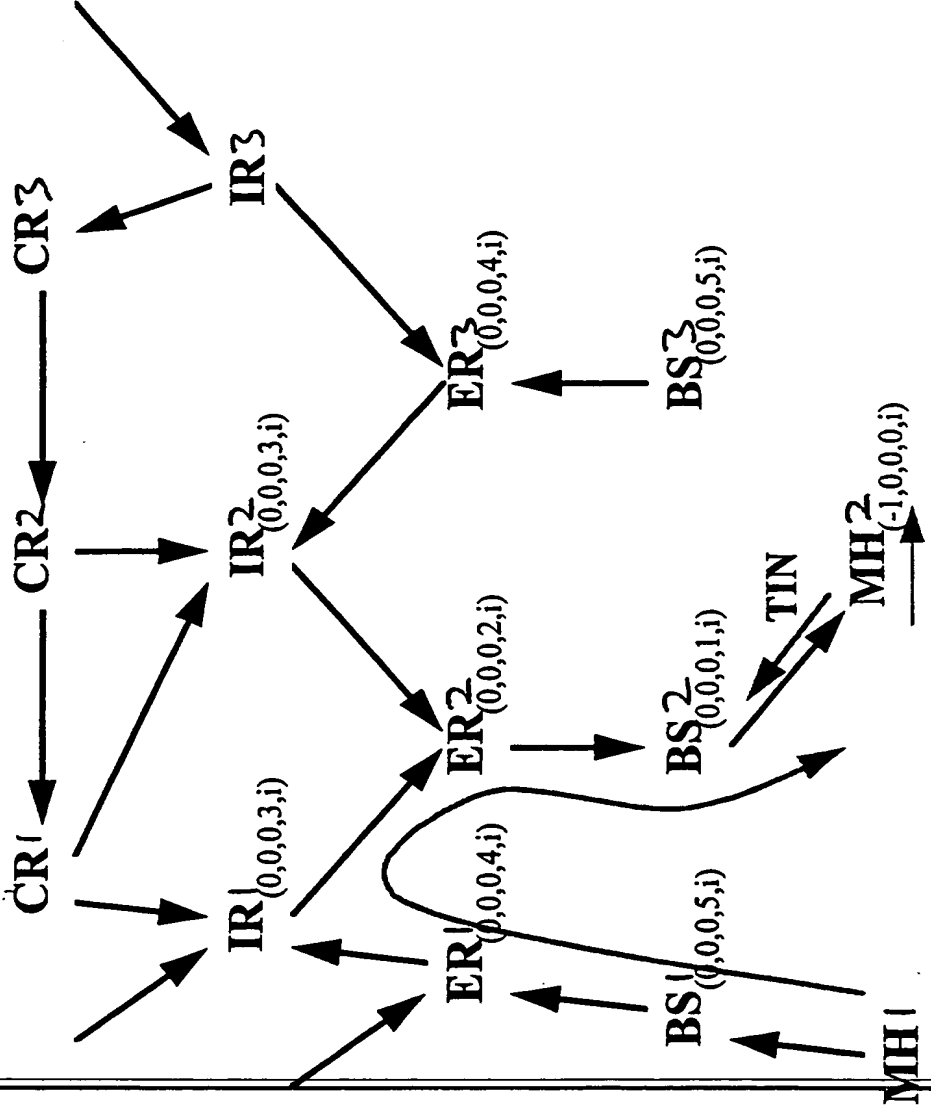 CR1
CR2
CR3
IR1
(0,0,0,3,i)
IR2
(0,0,0,3,i)
IR3
ER1
(0,0,0,4,i)
ER2
(0,0,0,2,i)
ER3
(0,0,0,4,i)
BS1
(0,0,0,5,i)
BS2
(0,0,0,1,i)
BS3
(0,0,0,5,i)
TIN
MH1
MH2
(-1,0,0,0,i)